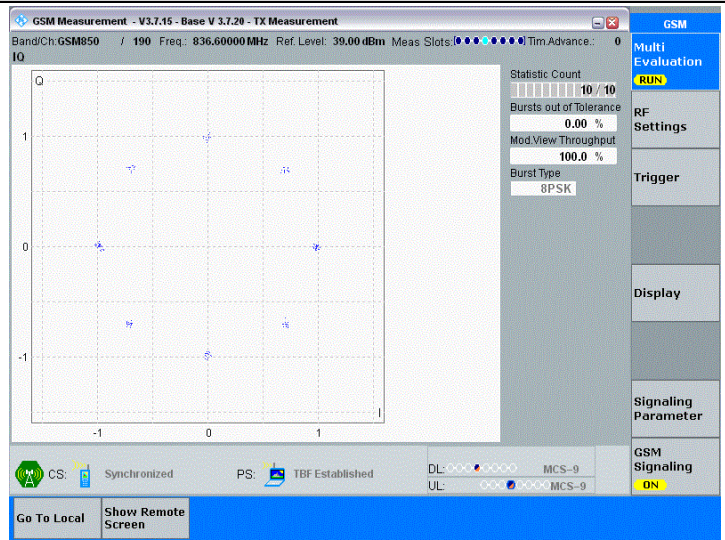 GSM Measurement - V3.7.15 - Base V 3.7.20 - TX Measurement
GSM
Band/Ch:GSM850 / 190 Freq.: 836.60000 MHz Ref. Level: 39.00 dBm Meas Slots: Tim.Advance.: 0
IQ
Multi
Evaluation
RUN
Q
1
0
-1
I
-1 0 1
Statistic Count
10 / 10
Bursts out of Tolerance
0.00 %
Mod.View Throughput
100.0 %
Burst Type
8PSK
RF
Settings
Trigger
Display
Signaling
Parameter
GSM
Signaling
ON
CS: Synchronized PS: TBF Established
DL: MCS-9
UL: MCS-9
Go To Local
Show Remote
Screen